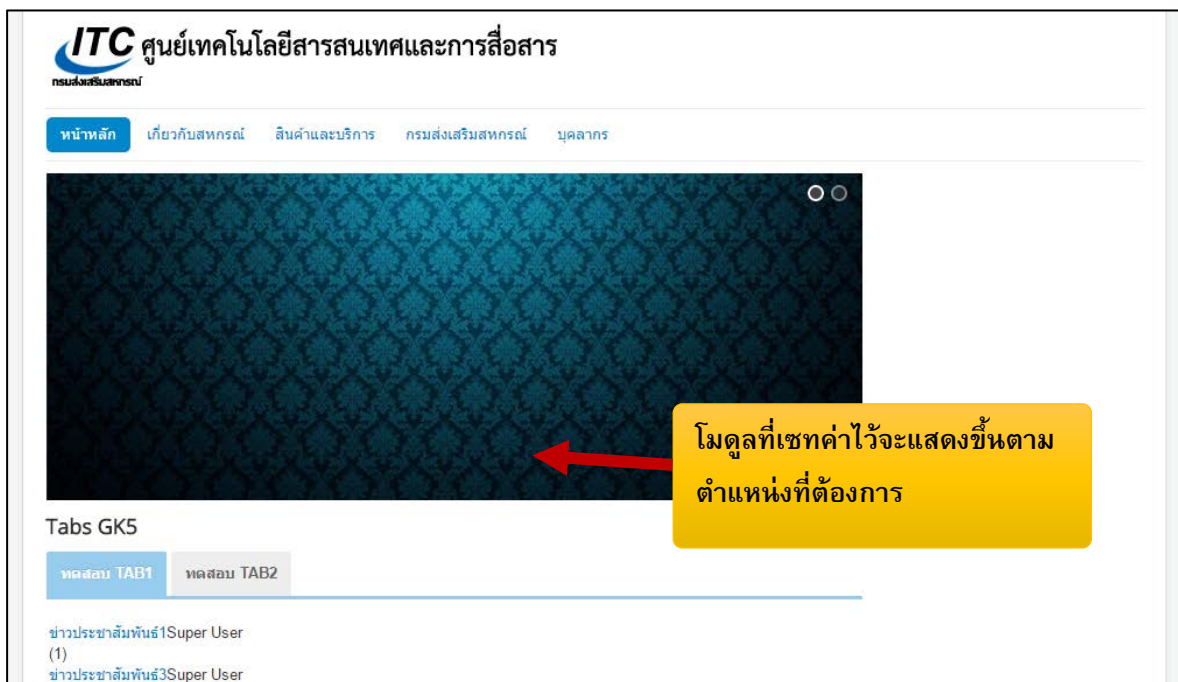 ITC ศูนย์เทคโนโลยีสารสนเทศและการสื่อสาร
กรมส่งเสริมสหกรณ์
หน้าหลัก เกี่ยวกับสหกรณ์ สินค้าและบริการ กรมส่งเสริมสหกรณ์ บุคลากร
โมดูลที่เซทค่าไว้จะแสดงขึ้นตาม
ตำแหน่งที่ต้องการ
Tabs GK5
ทดสอบ TAB1 ทดสอบ TAB2
ข่าวประชาสัมพันธ์1Super User
(1)
ข่าวประชาสัมพันธ์3Super User